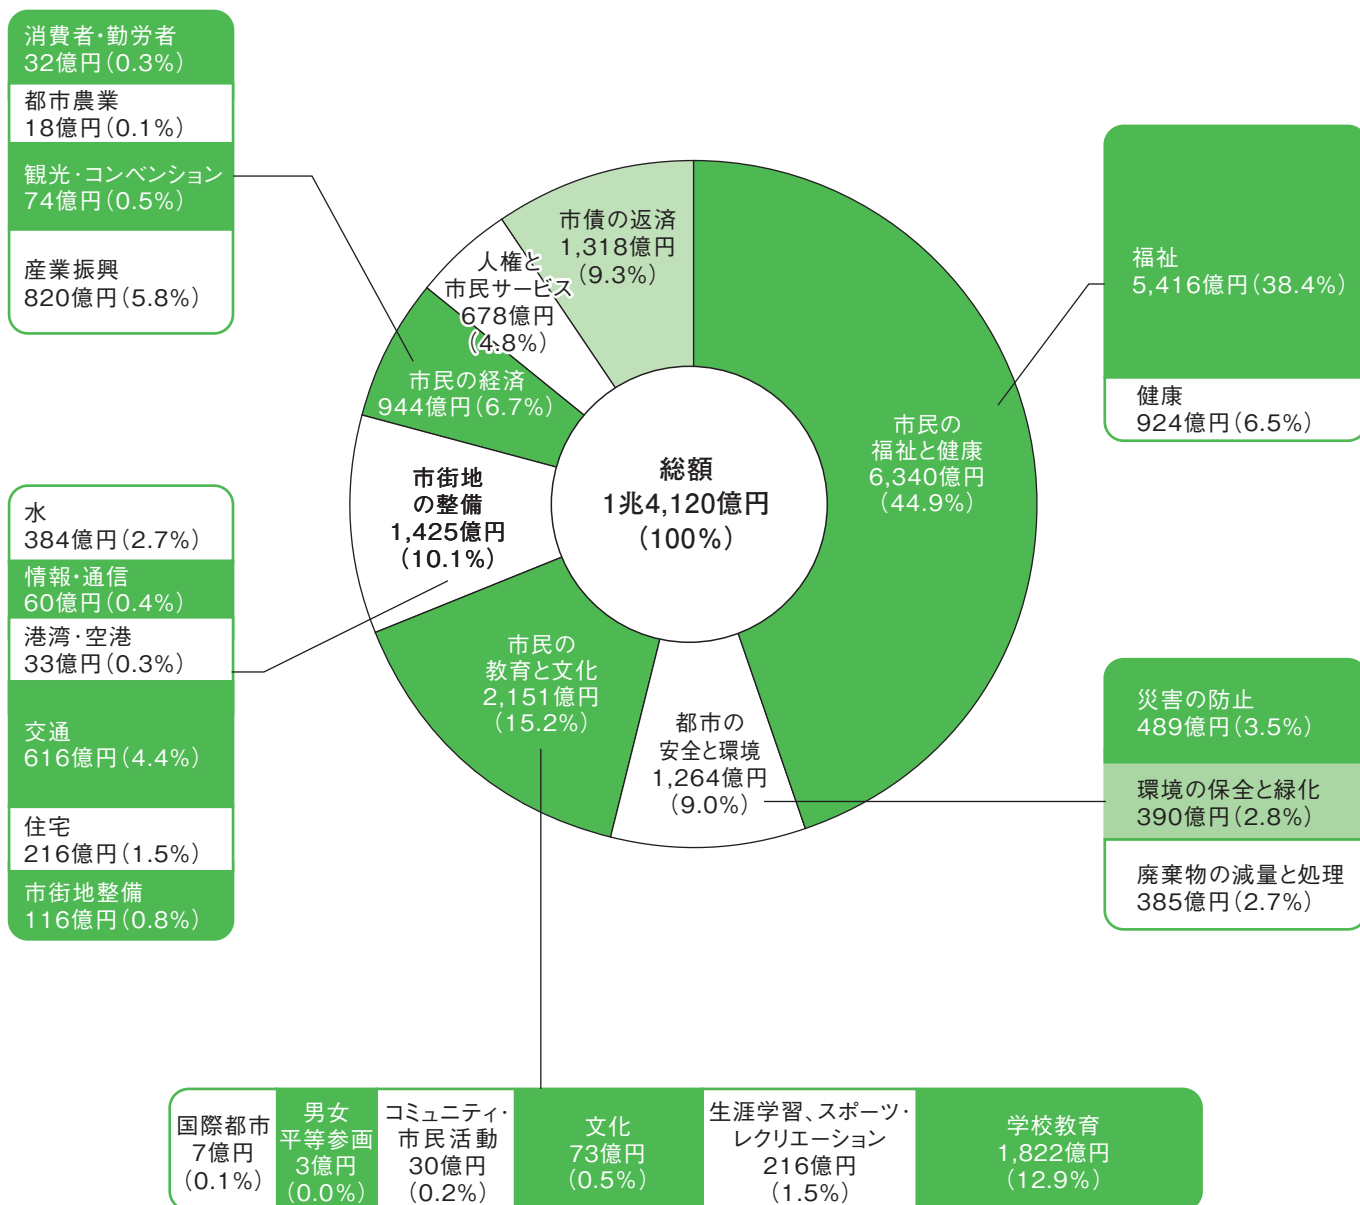 消費者・勤労者
32億円(0.3%)
都市農業
18億円(0.1%)
観光・コンベンション
74億円(0.5%)
産業振興
820億円(5.8%)
市債の返済
1,318億円
(9.3%)
人権と
市民サービス
678億円
(4.8%)
市民の経済
944億円(6.7%)
市街地
の整備
1,425億円
(10.1%)
総額
1兆4,120億円
(100%)
市民の
福祉と健康
6,340億円
(44.9%)
福祉
5,416億円(38.4%)
健康
924億円(6.5%)
水
384億円(2.7%)
情報・通信
60億円(0.4%)
港湾・空港
33億円(0.3%)
交通
616億円(4.4%)
住宅
216億円(1.5%)
市街地整備
116億円(0.8%)
市民の
教育と文化
2,151億円
(15.2%)
都市の
安全と環境
1,264億円
(9.0%)
災害の防止
489億円(3.5%)
環境の保全と緑化
390億円(2.8%)
廃棄物の減量と処理
385億円(2.7%)
国際都市
7億円
(0.1%)
男女
平等参画
3億円
(0.0%)
コミュニティ・
市民活動
30億円
(0.2%)
文化
73億円
(0.5%)
生涯学習、スポーツ・
レクリエーション
216億円
(1.5%)
学校教育
1,822億円
(12.9%)